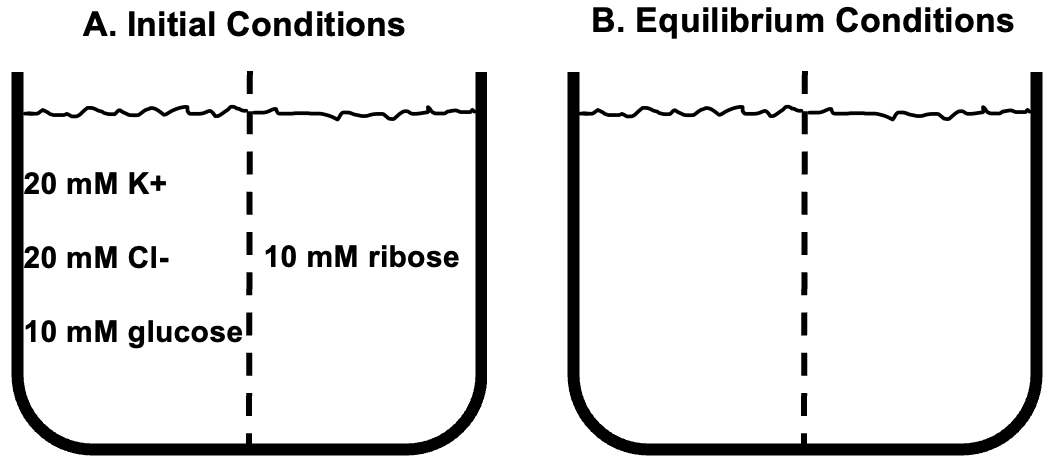 A. Initial Conditions
20 mM K+
20 mM Cl-
10 mM glucose
10 mM ribose
B. Equilibrium Conditions